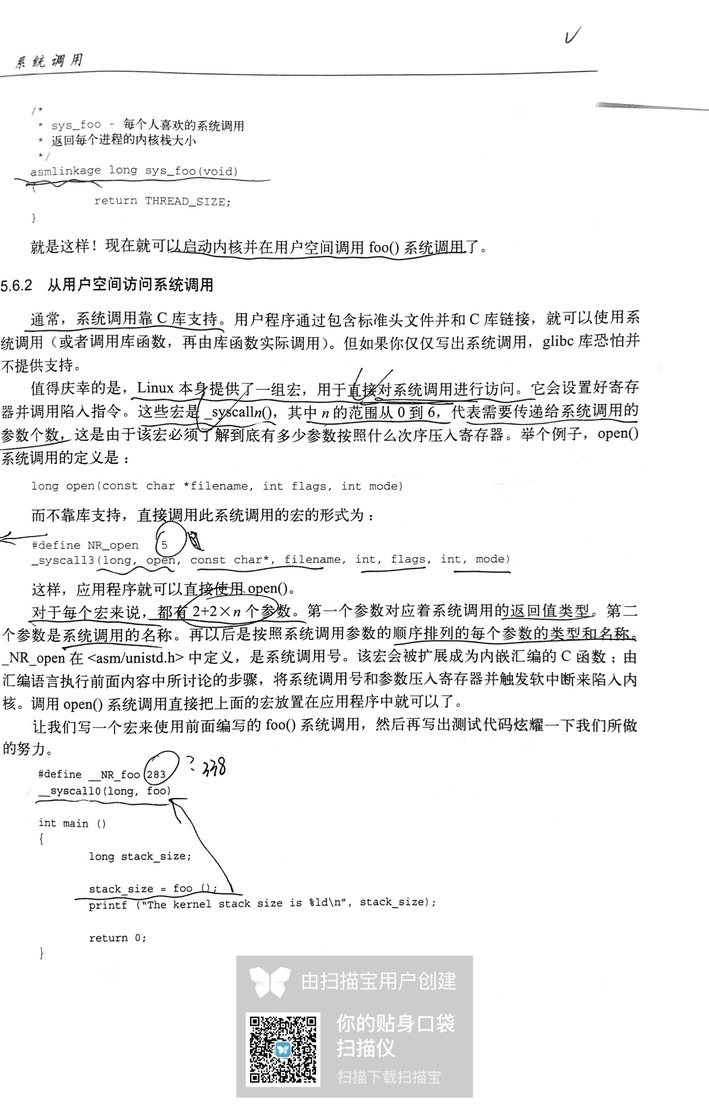 系统调用
/*
* sys_foo - 每个人喜欢的系统调用
* 返回每个进程的内核栈大小
*/
asmlinkage long sys_foo(void)
{
return THREAD_SIZE;
}
就是这样！现在就可以启动内核并在用户空间调用 foo() 系统调用了。
5.6.2 从用户空间访问系统调用
通常，系统调用靠 C 库支持。用户程序通过包含标准头文件并和 C 库链接，就可以使用系
统调用（或者调用库函数，再由库函数实际调用）。但如果你仅仅写出系统调用，glibc 库恐怕并
不提供支持。
值得庆幸的是，Linux 本身提供了一组宏，用于直接对系统调用进行访问。它会设置好寄存
器并调用陷入指令。这些宏是 _syscalln()，其中 n 的范围从 0 到 6，代表需要传递给系统调用的
参数个数，这是由于该宏必须了解到底有多少参数按照什么次序压入寄存器。举个例子，open()
系统调用的定义是：
long open(const char *filename, int flags, int mode)
而不靠库支持，直接调用此系统调用的宏的形式为：
#define NR_open 5
_syscall3(long, open, const char*, filename, int, flags, int, mode)
这样，应用程序就可以直接使用 open()。
对于每个宏来说，都有 2+2×n 个参数。第一个参数对应着系统调用的返回值类型。第二
个参数是系统调用的名称。再以后是按照系统调用参数的顺序排列的每个参数的类型和名称。
_NR_open 在 <asm/unistd.h> 中定义，是系统调用号。该宏会被扩展成为内嵌汇编的 C 函数；由
汇编语言执行前面内容中所讨论的步骤，将系统调用号和参数压入寄存器并触发软中断来陷入内
核。调用 open() 系统调用直接把上面的宏放置在应用程序中就可以了。
让我们写一个宏来使用前面编写的 foo() 系统调用，然后再写出测试代码炫耀一下我们所做
的努力。
#define __NR_foo 283 ? 338
__syscall0(long, foo)
int main ()
{
long stack_size;
stack_size = foo ();
printf ("The kernel stack size is %ld\n", stack_size);
return 0;
}
由扫描宝用户创建
你的贴身口袋
扫描仪
扫描下载扫描宝